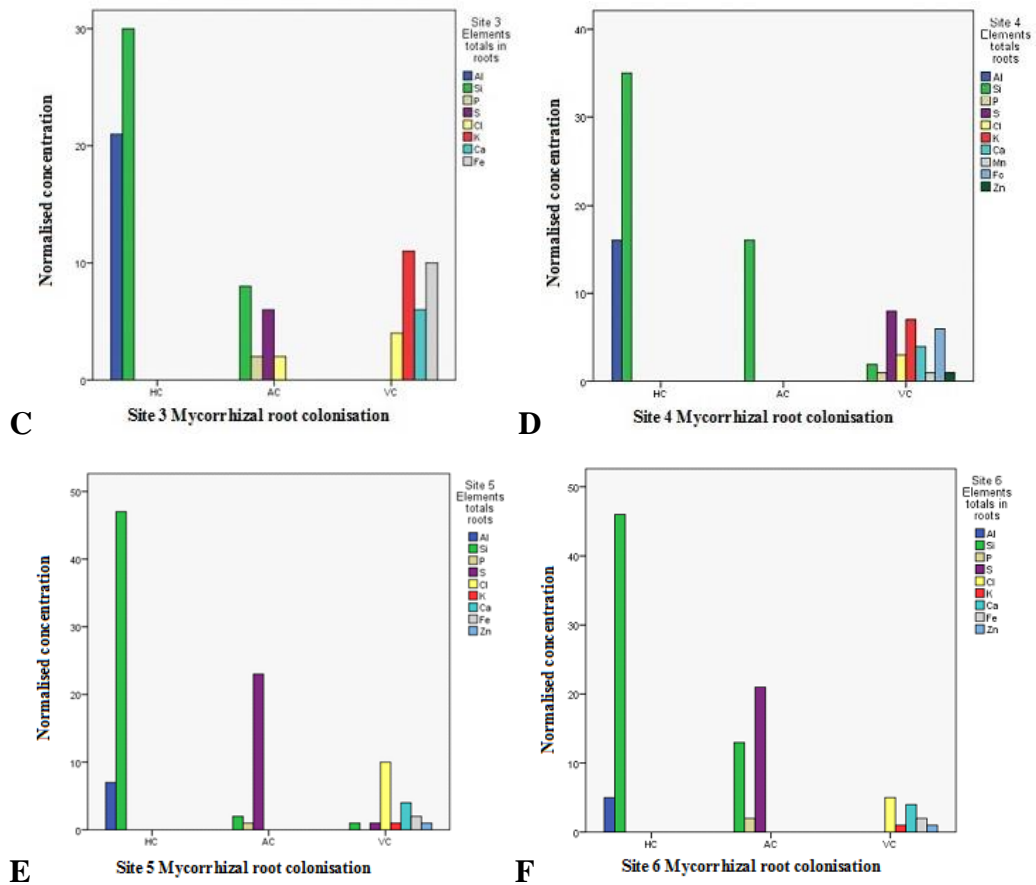 30
20
10
0
Normalised concentration
HC
AC
VC
Site 3
Elements
totals in
roots
Al
Si
P
S
Cl
K
Ca
Fe
C
Site 3 Mycorrhizal root colonisation
40
30
20
10
0
Normalised concentration
HC
AC
VC
Site 4
Elements
totals
roots
Al
Si
P
S
Cl
K
Ca
Mn
Fe
Zn
D
Site 4 Mycorrhizal root colonisation
50
40
30
20
10
0
Normalised concentration
HC
AC
VC
Site 5
Elements
totals
roots
Al
Si
P
S
Cl
K
Ca
Fe
Zn
E
Site 5 Mycorrhizal root colonisation
50
40
30
20
10
0
Normalised concentration
HC
AC
VC
Site 6
Elements
totals in
roots
Al
Si
P
S
Cl
K
Ca
Fe
Zn
F
Site 6 Mycorrhizal root colonisation